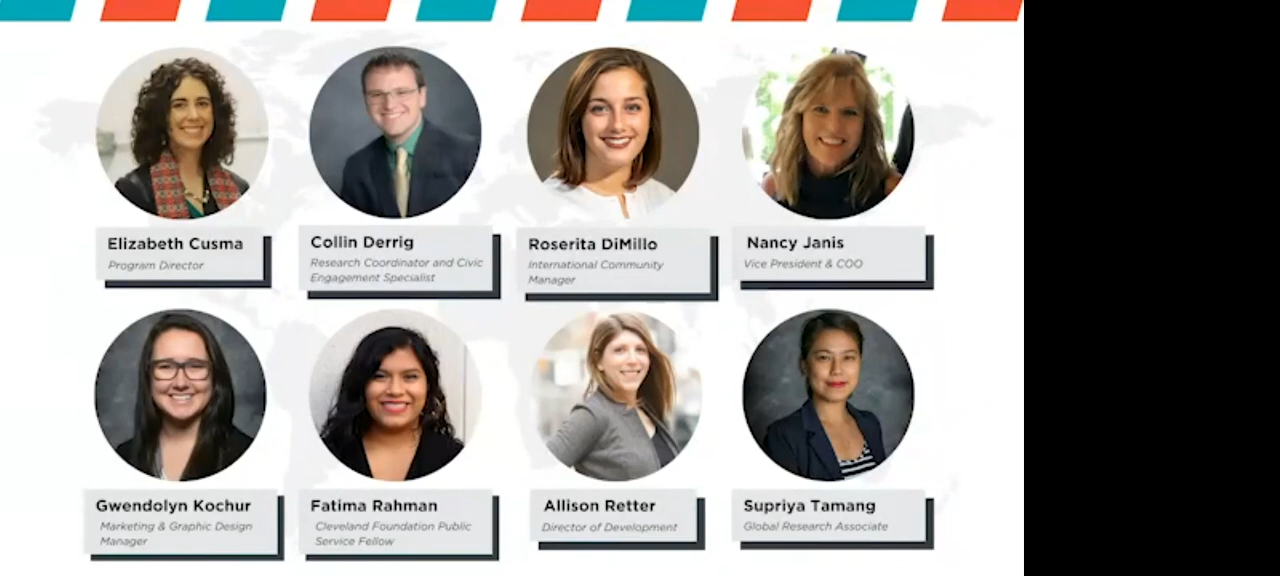 Elizabeth Cusma
Program Director
Collin Derrig
Research Coordinator and Civic
Engagement Specialist
Roserita DiMillo
International Community
Manager
Nancy Janis
Vice President & COO
Gwendolyn Kochur
Marketing & Graphic Design
Manager
Fatima Rahman
Cleveland Foundation Public
Service Fellow
Allison Retter
Director of Development
Supriya Tamang
Global Research Associate